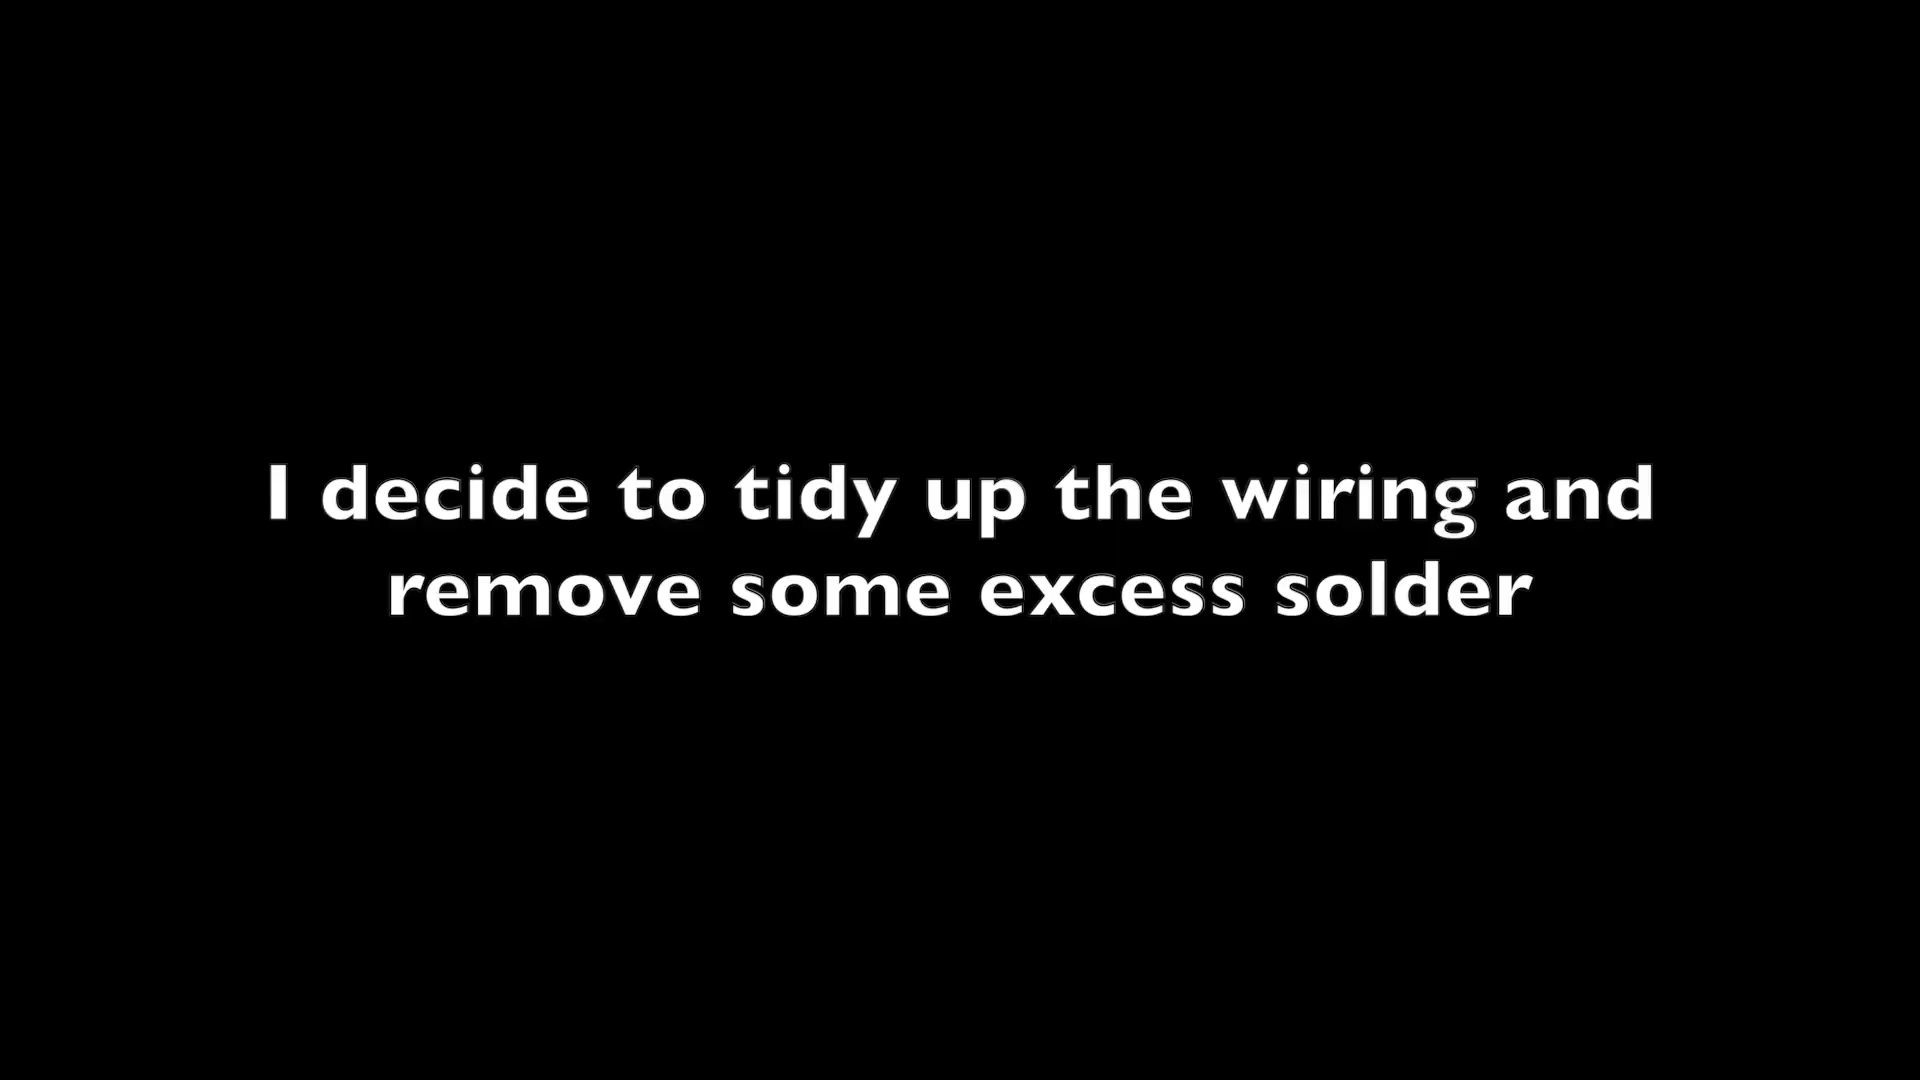 I decide to tidy up the wiring and
remove some excess solder